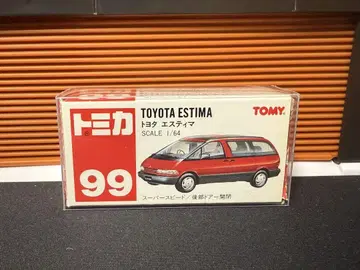 トミカ
99
TOYOTA ESTIMA
トヨタ エスティマ
SCALE 1/64
TOMY
スーパースピード/後部ドアー開閉